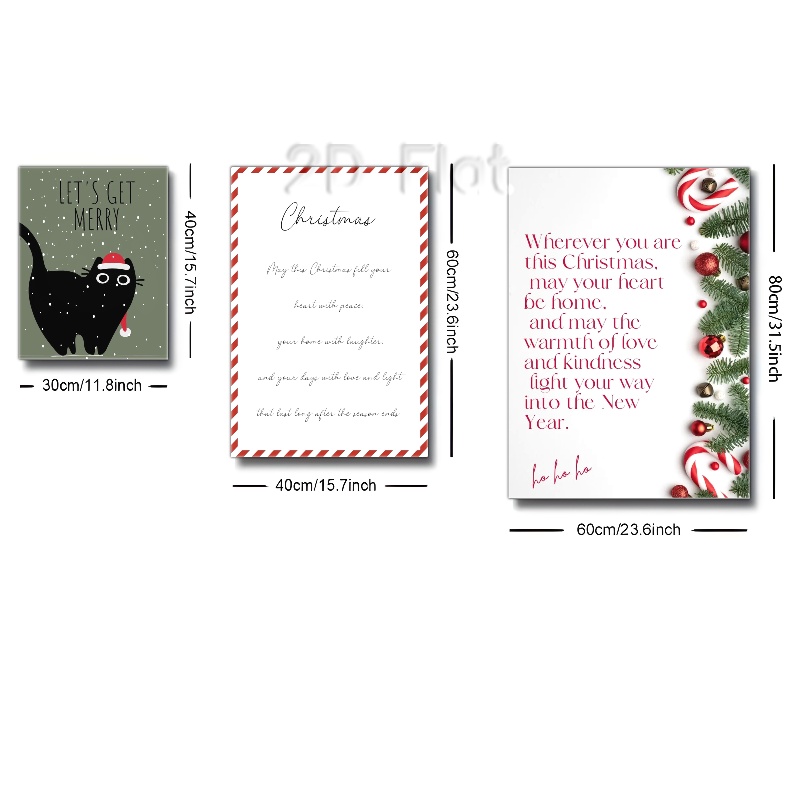 2D Flat
LET'S GET
MERRY
40cm/15.7inch
30cm/11.8inch
Christmas
May this Christmas fill your
heart with peace,
your home with laughter,
and your days with love and light
that last long after the season ends.
60cm/23.6inch
40cm/15.7inch
Wherever you are
this Christmas,
may your heart
be home,
and may the
warmth of love
and kindness
light your way
into the New
Year.
ho ho ho
80cm/31.5inch
60cm/23.6inch